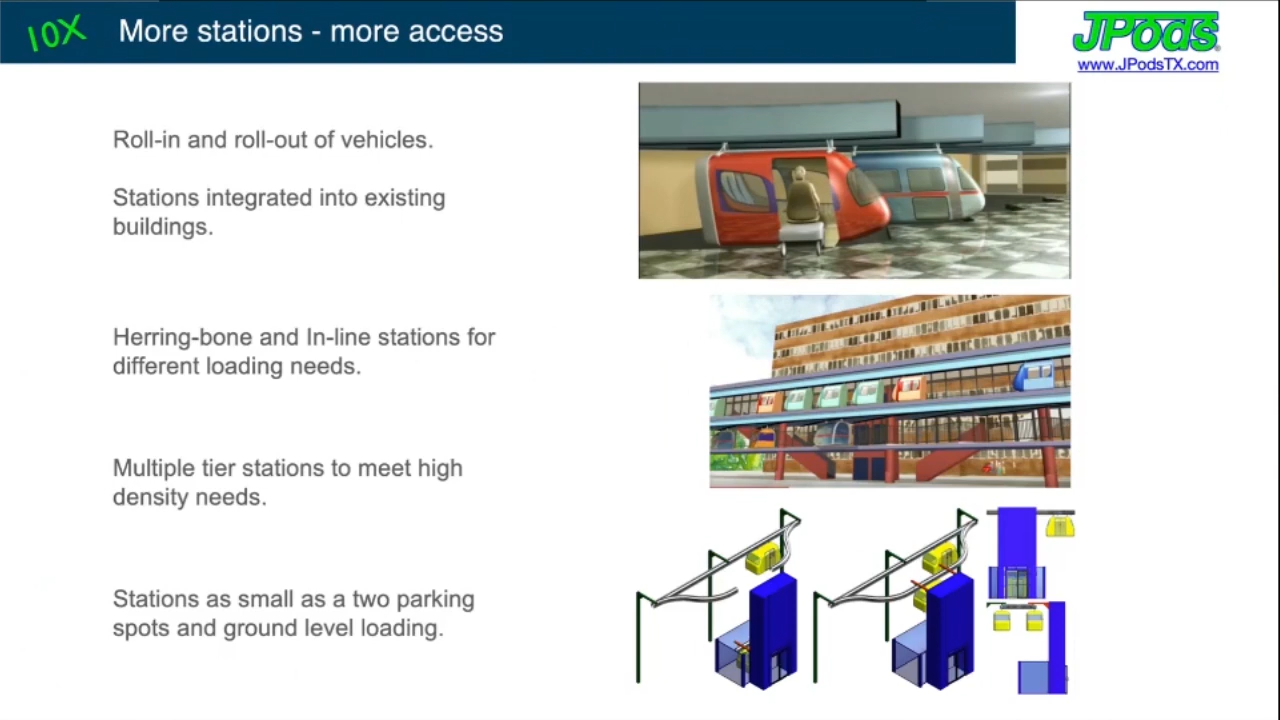 10X
More stations - more access
JPods
www.JPodsTX.com
Roll-in and roll-out of vehicles.
Stations integrated into existing
buildings.
Herring-bone and In-line stations for
different loading needs.
Multiple tier stations to meet high
density needs.
Stations as small as a two parking
spots and ground level loading.